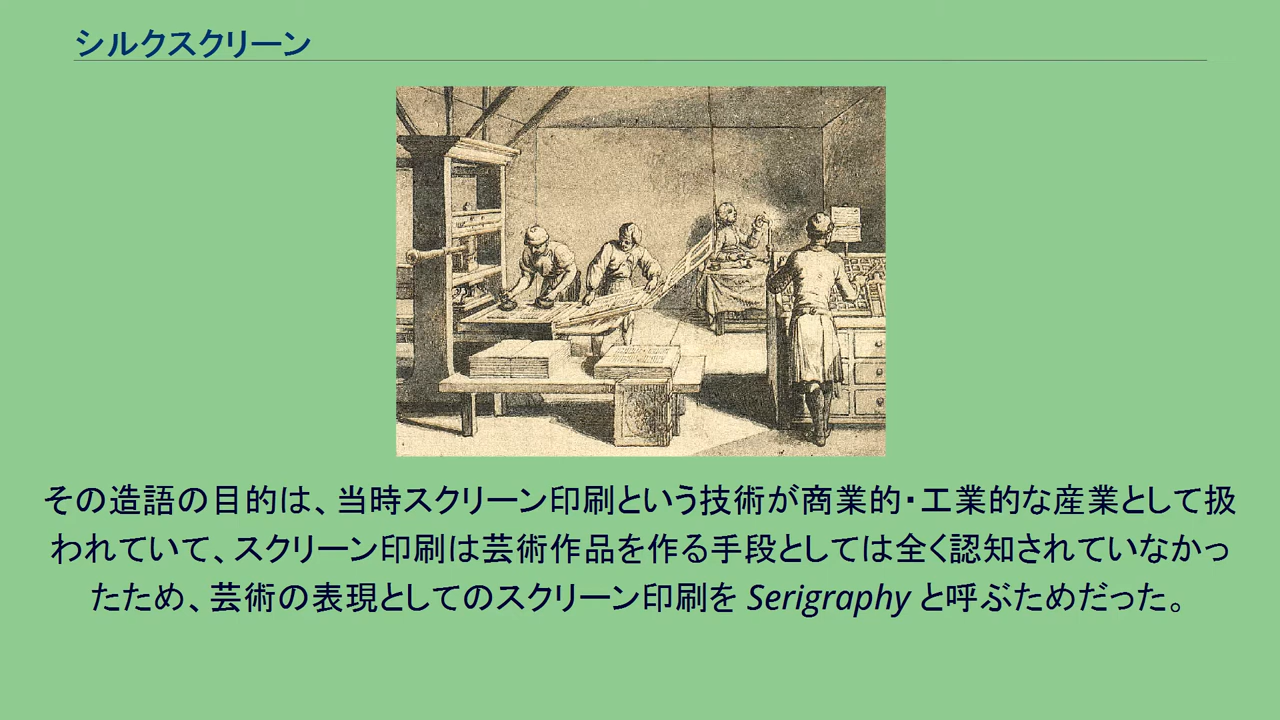 シルクスクリーン
その造語の目的は、当時スクリーン印刷という技術が商業的・工業的な産業として扱
われていて、スクリーン印刷は芸術作品を作る手段としては全く認知されていなかっ
たため、芸術の表現としてのスクリーン印刷を Serigraphy と呼ぶためだった。